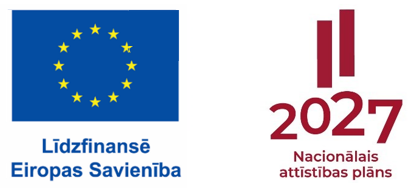 Līdzfinansē
Eiropas Savienība
2027
Nacionālais
attīstības plāns